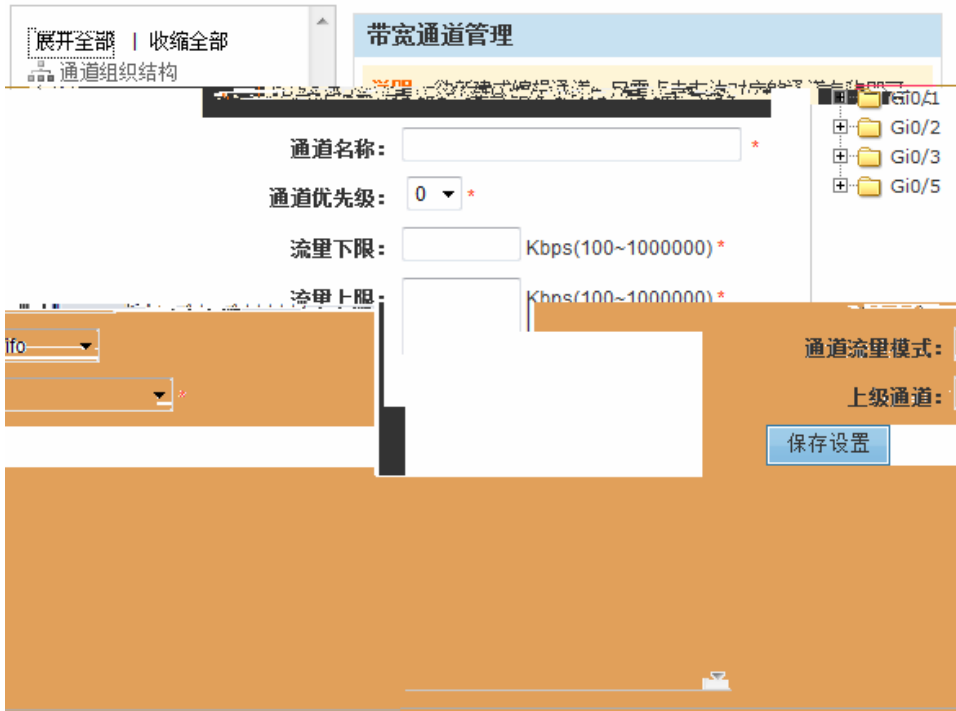 展开全部 | 收缩全部
通道组织结构
带宽通道管理
Gi0/1
Gi0/2
Gi0/3
Gi0/5
通道名称： *
通道优先级： 0 *
流量下限： Kbps(100~1000000) *
流量上限： Kbps(100~1000000) *
ifo
*
通道流量模式：
上级通道：
保存设置